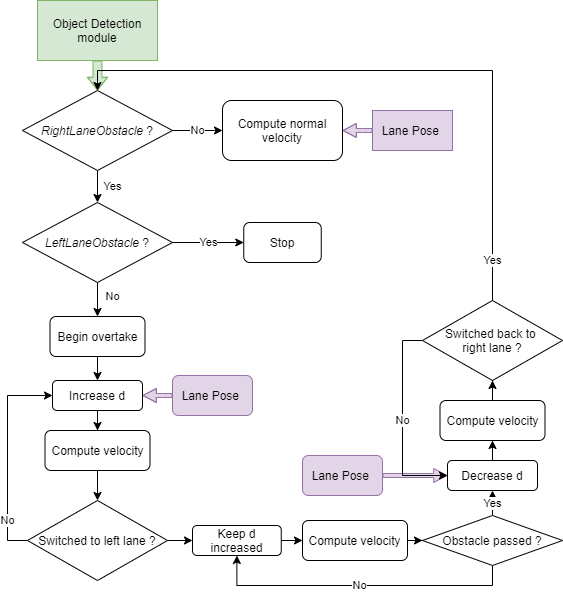 Object Detection
module
RightLaneObstacle ?
No
Compute normal
velocity
Lane Pose
Yes
LeftLaneObstacle ?
Yes
Stop
No
Begin overtake
Increase d
Lane Pose
Compute velocity
No
Switched to left lane ?
Keep d
increased
Compute velocity
Obstacle passed ?
No
Yes
Lane Pose
Decrease d
Compute velocity
No
Switched back to
right lane ?
Yes